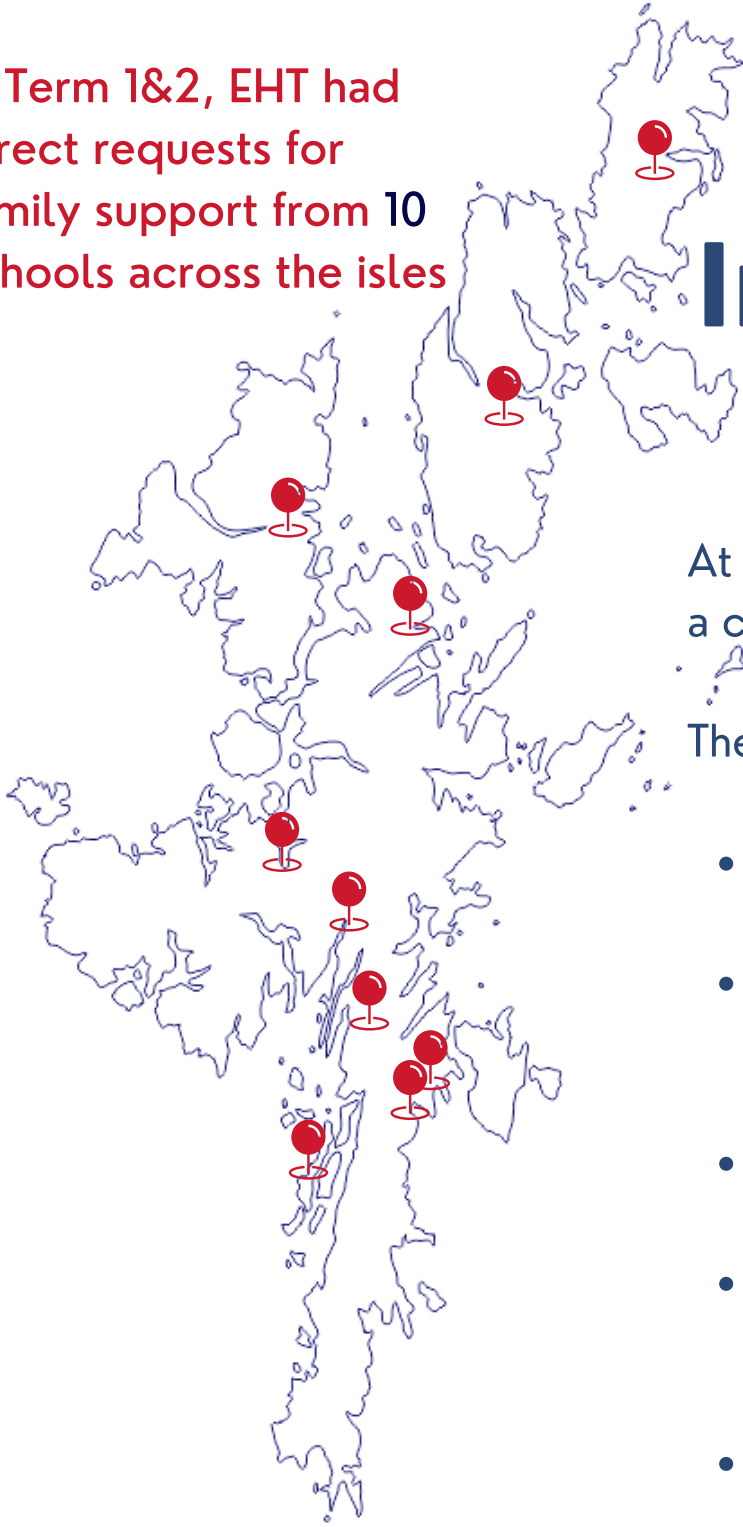 Term 1&2, EHT had
rect requests for
mily support from 10
hools across the isles
At
a c
The